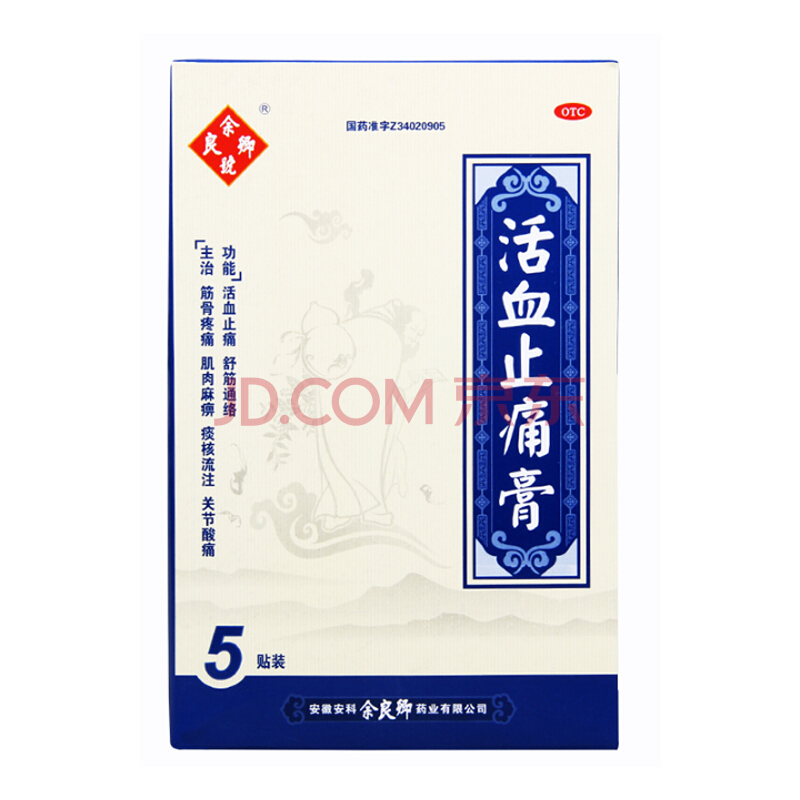 余良卿號
®
国药准字Z34020905
OTC
活血止痛膏
功能 活血止痛 舒筋通络
主治 筋骨疼痛 肌肉麻痹 痰核流注 关节酸痛
JD.COM 京东
5 贴装
安徽安科余良卿药业有限公司